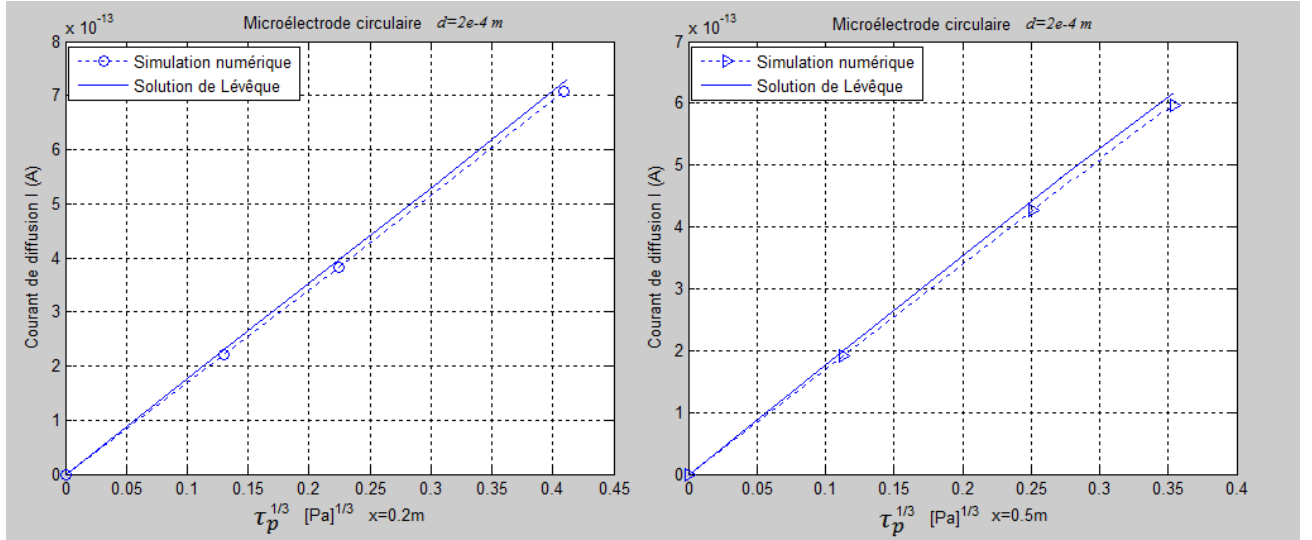 x 10^-13 Microélectrode circulaire d=2e-4 m
Simulation numérique
Solution de Lévêque
Courant de diffusion I (A)
8
7
6
5
4
3
2
1
0
0 0.05 0.1 0.15 0.2 0.25 0.3 0.35 0.4 0.45
τ_p^1/3 [Pa]^1/3 x=0.2m
x 10^-13 Microélectrode circulaire d=2e-4 m
Simulation numérique
Solution de Lévêque
Courant de diffusion I (A)
7
6
5
4
3
2
1
0
0 0.05 0.1 0.15 0.2 0.25 0.3 0.35 0.4
τ_p^1/3 [Pa]^1/3 x=0.5m